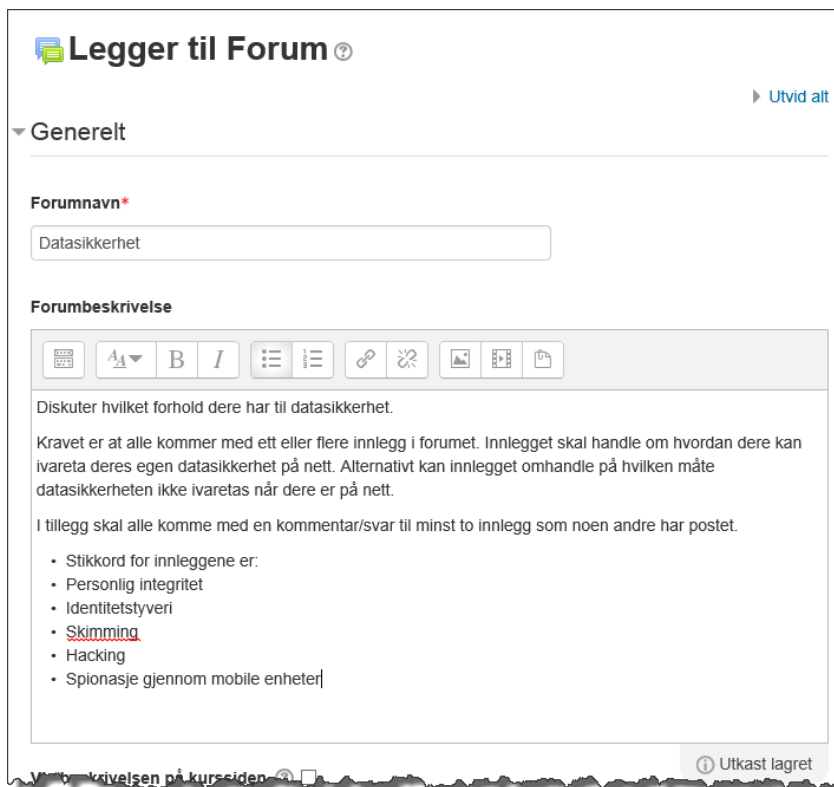 Legger til Forum
Utvid alt
Generelt
Forumnavn*
Datasikkerhet
Forumbeskrivelse
Diskuter hvilket forhold dere har til datasikkerhet.
Kravet er at alle kommer med ett eller flere innlegg i forumet. Innlegget skal handle om hvordan dere kan
ivareta deres egen datasikkerhet på nett. Alternativt kan innlegget omhandle på hvilken måte
datasikkerheten ikke ivaretas når dere er på nett.
I tillegg skal alle komme med en kommentar/svar til minst to innlegg som noen andre har postet.
• Stikkord for innleggene er:
• Personlig integritet
• Identitetstyveri
• Skimming
• Hacking
• Spionasje gjennom mobile enheter
Utkast lagret
på kurssiden